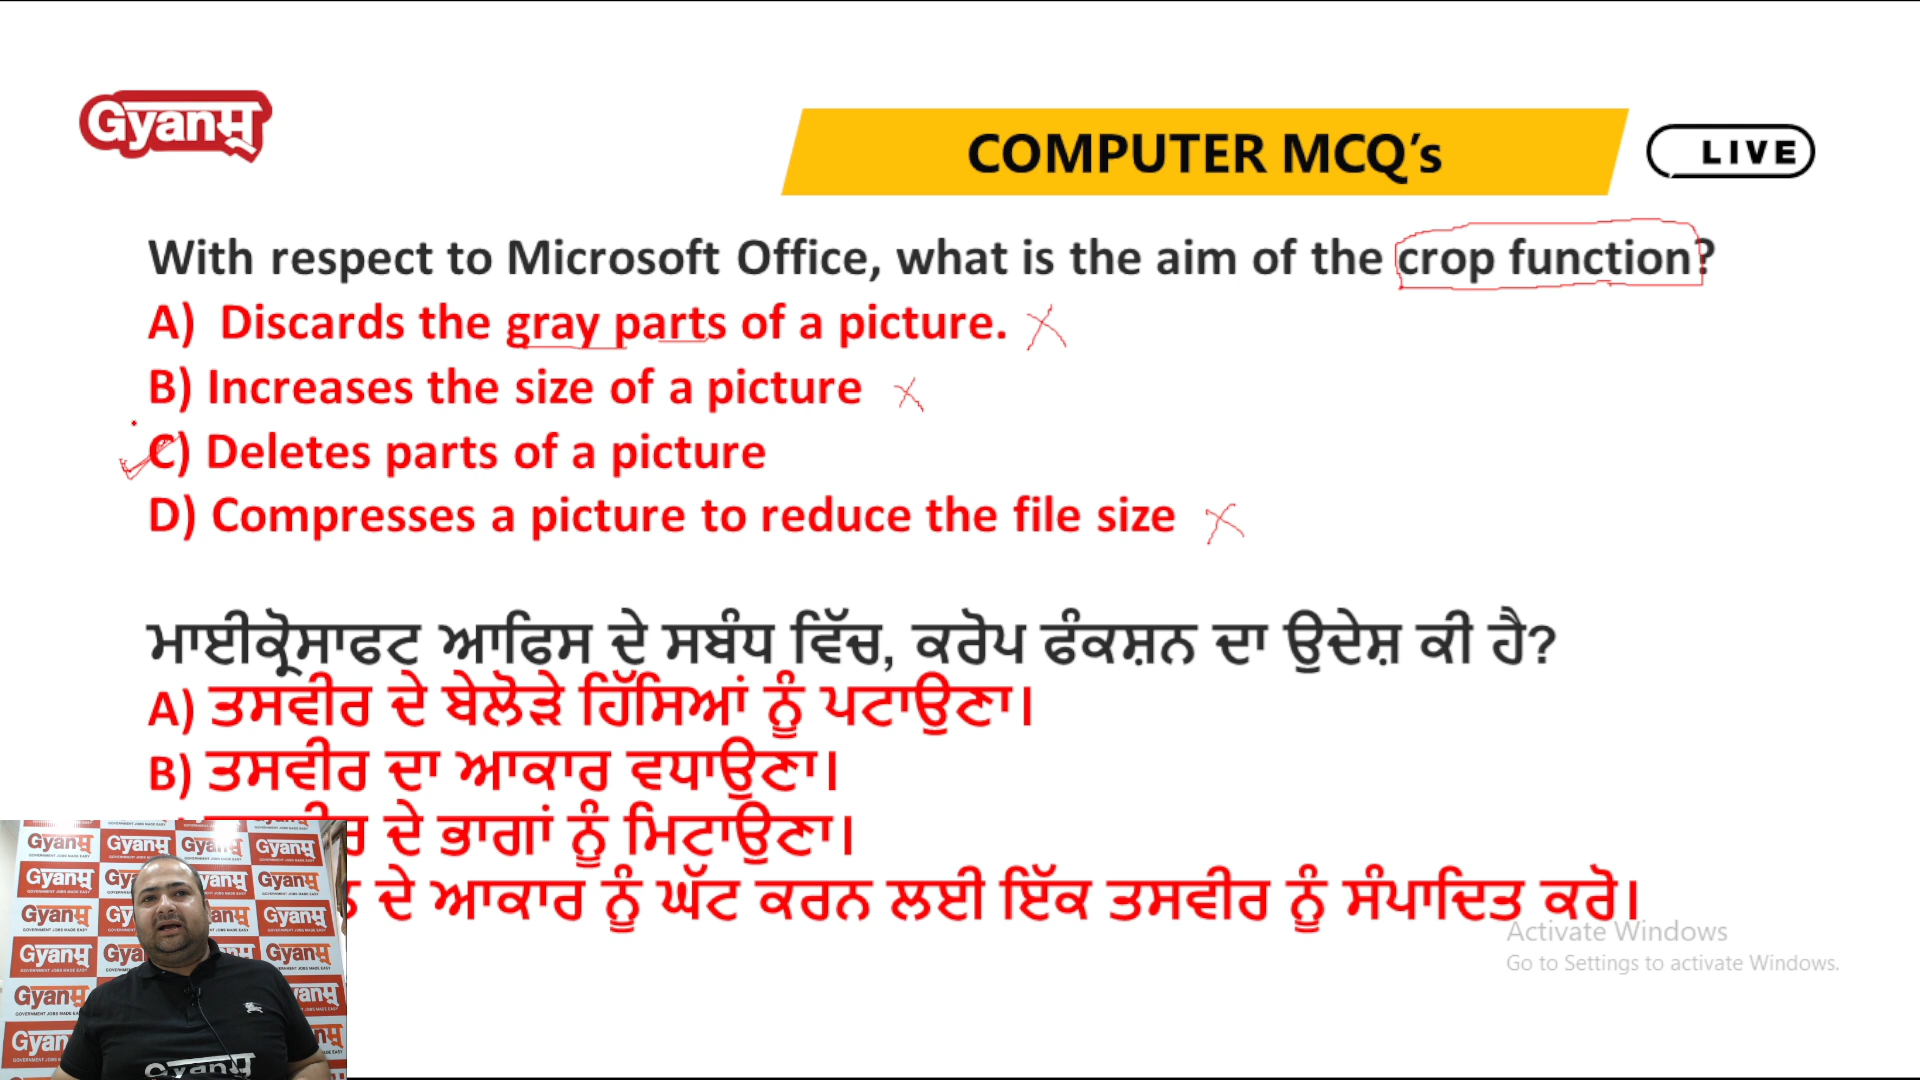 Gyanਸ੍ਰ
COMPUTER MCQ’s
LIVE
With respect to Microsoft Office, what is the aim of the crop function?
A) Discards the gray parts of a picture.
B) Increases the size of a picture
C) Deletes parts of a picture
D) Compresses a picture to reduce the file size
ਮਾਈਕ੍ਰੋਸਾਫਟ ਆਫਿਸ ਦੇ ਸਬੰਧ ਵਿੱਚ, ਕਰੋਪ ਫੰਕਸ਼ਨ ਦਾ ਉਦੇਸ਼ ਕੀ ਹੈ?
A) ਤਸਵੀਰ ਦੇ ਬੇਲੋੜੇ ਹਿੱਸਿਆਂ ਨੂੰ ਪਟਾਉਣਾ।
B) ਤਸਵੀਰ ਦਾ ਆਕਾਰ ਵਧਾਉਣਾ।
ਦੇ ਭਾਗਾਂ ਨੂੰ ਮਿਟਾਉਣਾ।
ਦੇ ਆਕਾਰ ਨੂੰ ਘੱਟ ਕਰਨ ਲਈ ਇੱਕ ਤਸਵੀਰ ਨੂੰ ਸੰਪਾਦਿਤ ਕਰੋ।
Activate Windows
Go to Settings to activate Windows.